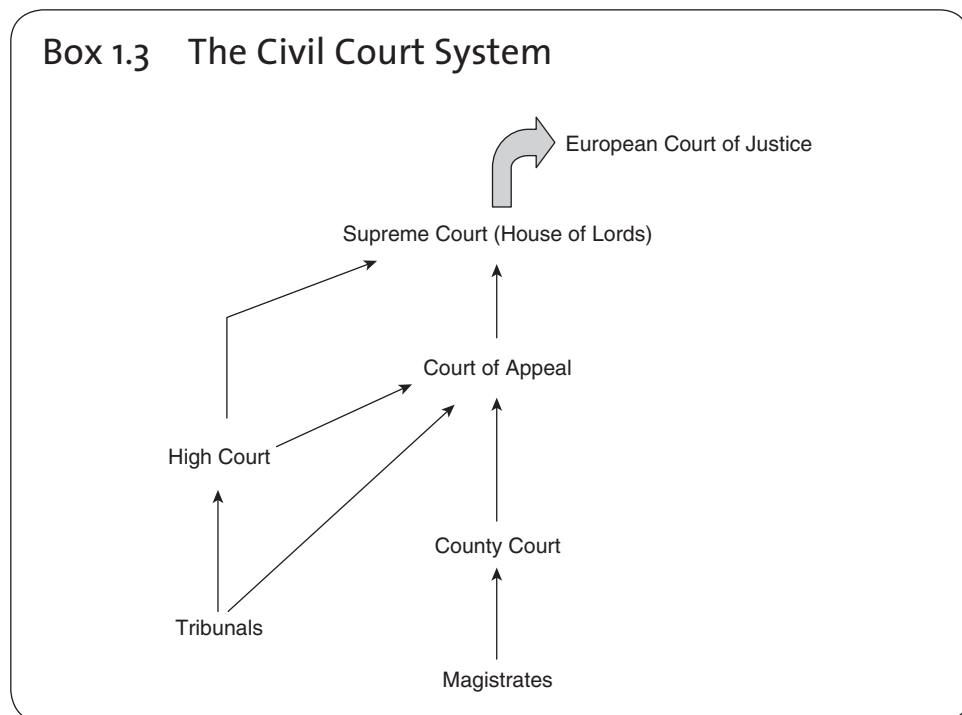 Box 1.3 The Civil Court System
European Court of Justice
Supreme Court (House of Lords)
Court of Appeal
High Court
County Court
Tribunals
Magistrates